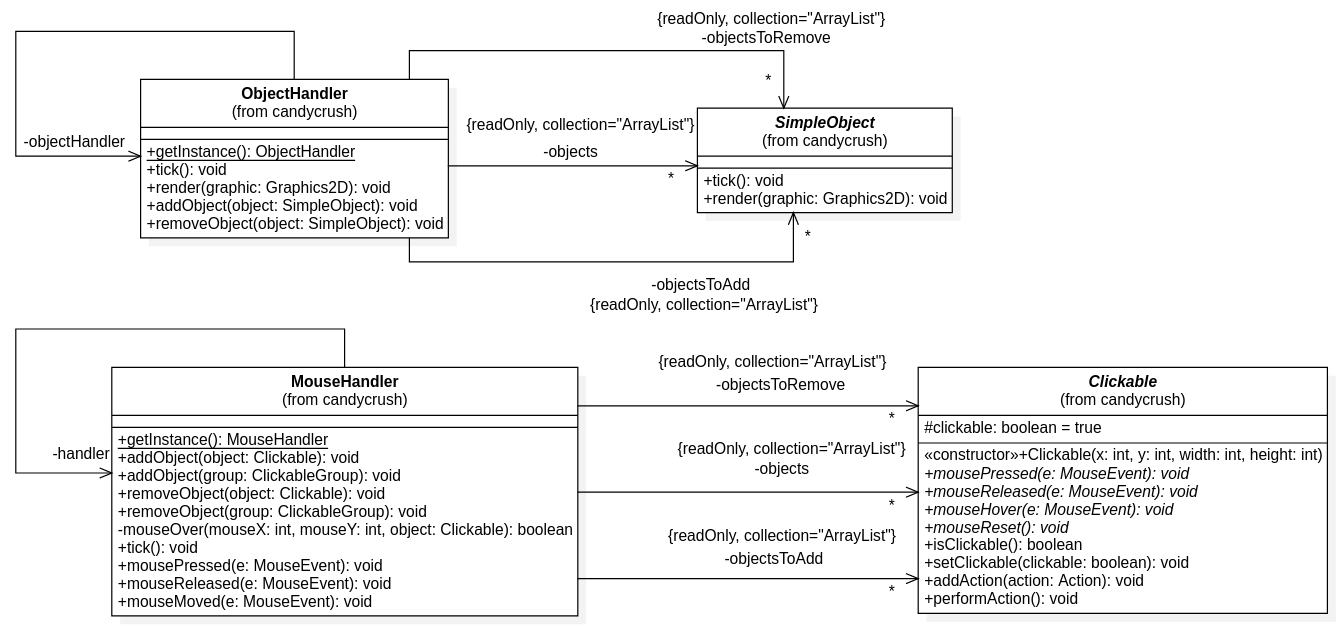 {readOnly, collection="ArrayList"}
-objectsToRemove
*
ObjectHandler
(from candycrush)
-objectHandler
+getInstance(): ObjectHandler
+tick(): void
+render(graphic: Graphics2D): void
+addObject(object: SimpleObject): void
+removeObject(object: SimpleObject): void
{readOnly, collection="ArrayList"}
-objects
*
SimpleObject
(from candycrush)
+tick(): void
+render(graphic: Graphics2D): void
*
-objectsToAdd
{readOnly, collection="ArrayList"}
MouseHandler
(from candycrush)
-handler
+getInstance(): MouseHandler
+addObject(object: Clickable): void
+addObject(group: ClickableGroup): void
+removeObject(object: Clickable): void
+removeObject(group: ClickableGroup): void
-mouseOver(mouseX: int, mouseY: int, object: Clickable): boolean
+tick(): void
+mousePressed(e: MouseEvent): void
+mouseReleased(e: MouseEvent): void
+mouseMoved(e: MouseEvent): void
{readOnly, collection="ArrayList"}
-objectsToRemove
*
{readOnly, collection="ArrayList"}
-objects
*
{readOnly, collection="ArrayList"}
-objectsToAdd
*
Clickable
(from candycrush)
#clickable: boolean = true
«constructor»+Clickable(x: int, y: int, width: int, height: int)
+mousePressed(e: MouseEvent): void
+mouseReleased(e: MouseEvent): void
+mouseHover(e: MouseEvent): void
+mouseReset(): void
+isClickable(): boolean
+setClickable(clickable: boolean): void
+addAction(action: Action): void
+performAction(): void